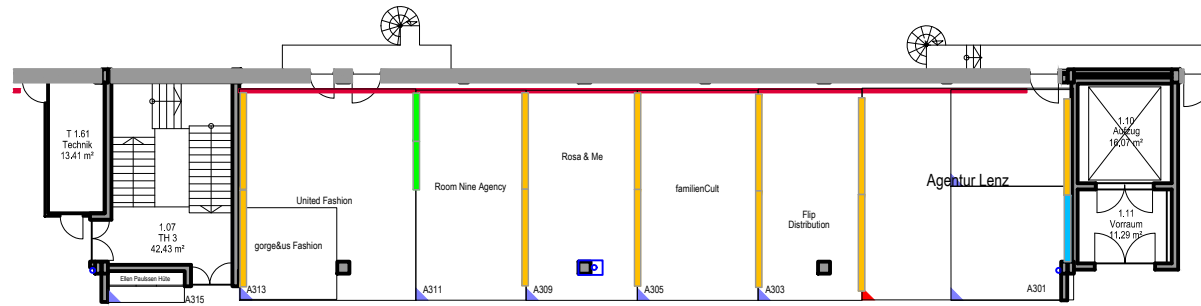 T 1.61
Technik
13.41 m²
1.07
TH 3
42,43 m²
Ellen Paulssen Hüte
A315
United Fashion
gorge&us Fashion
A313
Room Nine Agency
A311
Rosa & Me
A309
familienCult
A305
Flip
Distribution
A303
Agentur Lenz
A301
1.10
Aufzug
16,07 m²
1.11
Vorraum
11,29 m²